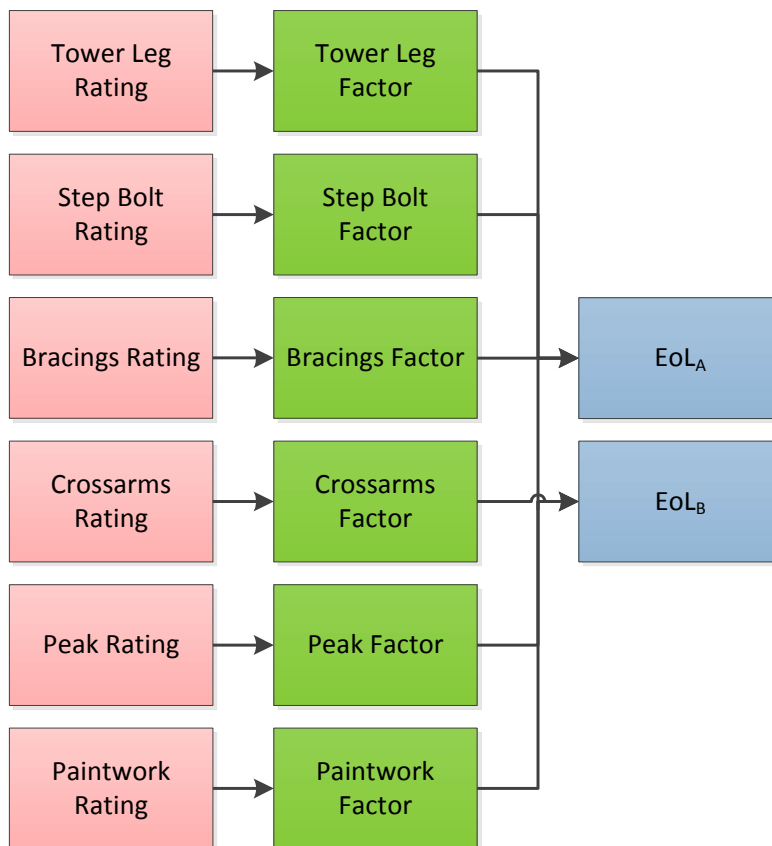 Tower Leg
Rating
Tower Leg
Factor
Step Bolt
Rating
Step Bolt
Factor
Bracings Rating
Bracings Factor
EoLA
Crossarms
Rating
Crossarms
Factor
EoLB
Peak Rating
Peak Factor
Paintwork
Rating
Paintwork
Factor